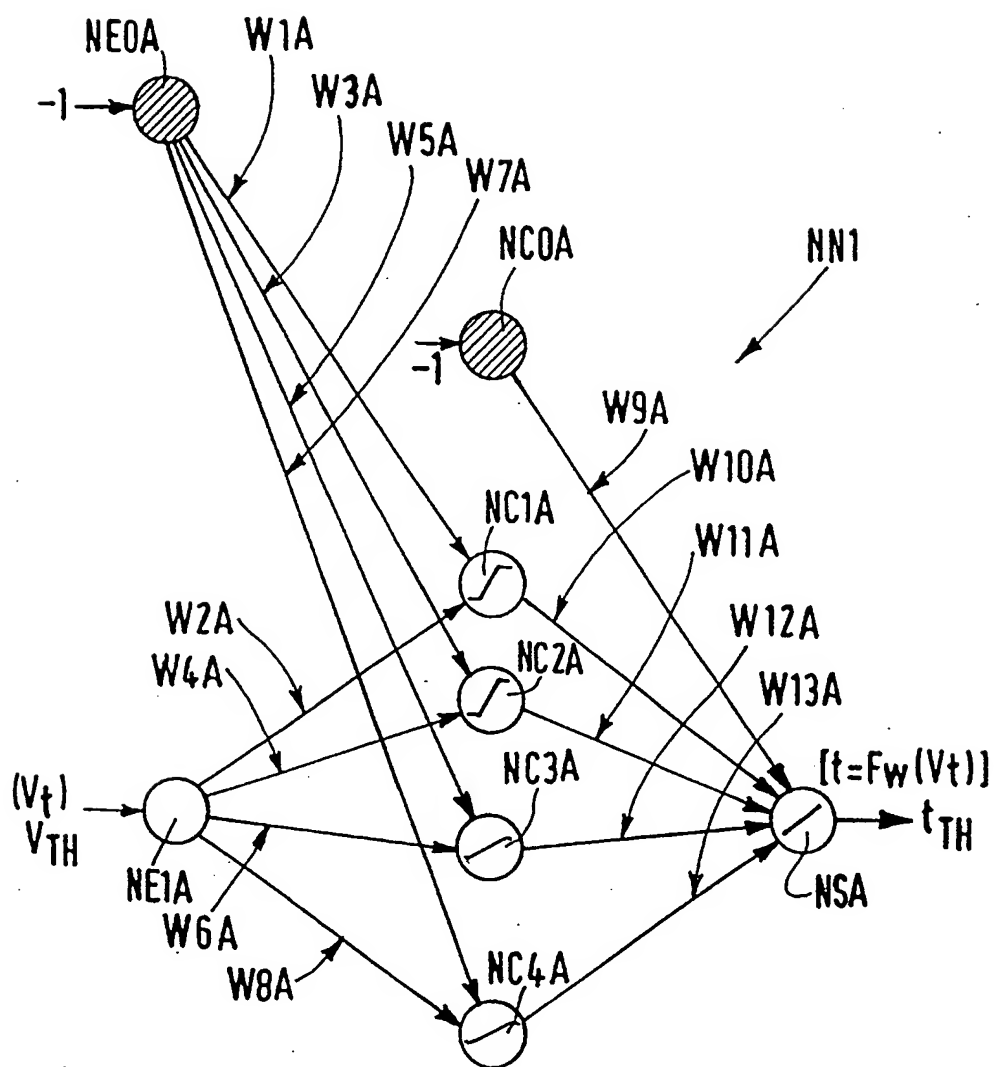 NE0A
W1A
W3A
-1
W5A
W7A
NC0A
NN1
-1
W9A
W10A
NC1A
W11A
W2A
W12A
W4A
NC2A
W13A
NC3A
[t=Fw(Vt)]
(Vt)
VTH
tTH
NE1A
NSA
W6A
NC4A
W8A